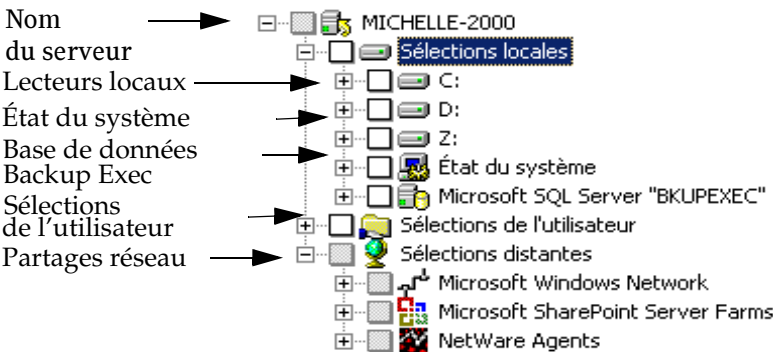 Nom
du serveur
Lecteurs locaux
État du système
Base de données
Backup Exec
Sélections
de l'utilisateur
Partages réseau
MICHELLE-2000
Sélections locales
C:
D:
Z:
État du système
Microsoft SQL Server "BKUPEXEC"
Sélections de l'utilisateur
Sélections distantes
Microsoft Windows Network
Microsoft SharePoint Server Farms
NetWare Agents